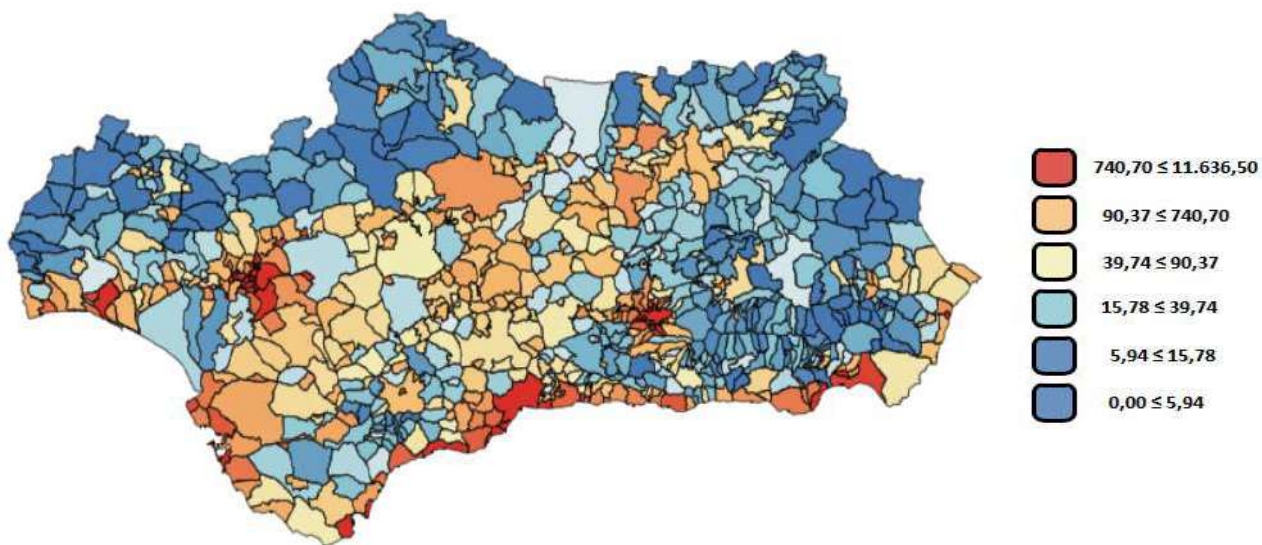 740,70 ≤ 11.636,50
90,37 ≤ 740,70
39,74 ≤ 90,37
15,78 ≤ 39,74
5,94 ≤ 15,78
0,00 ≤ 5,94